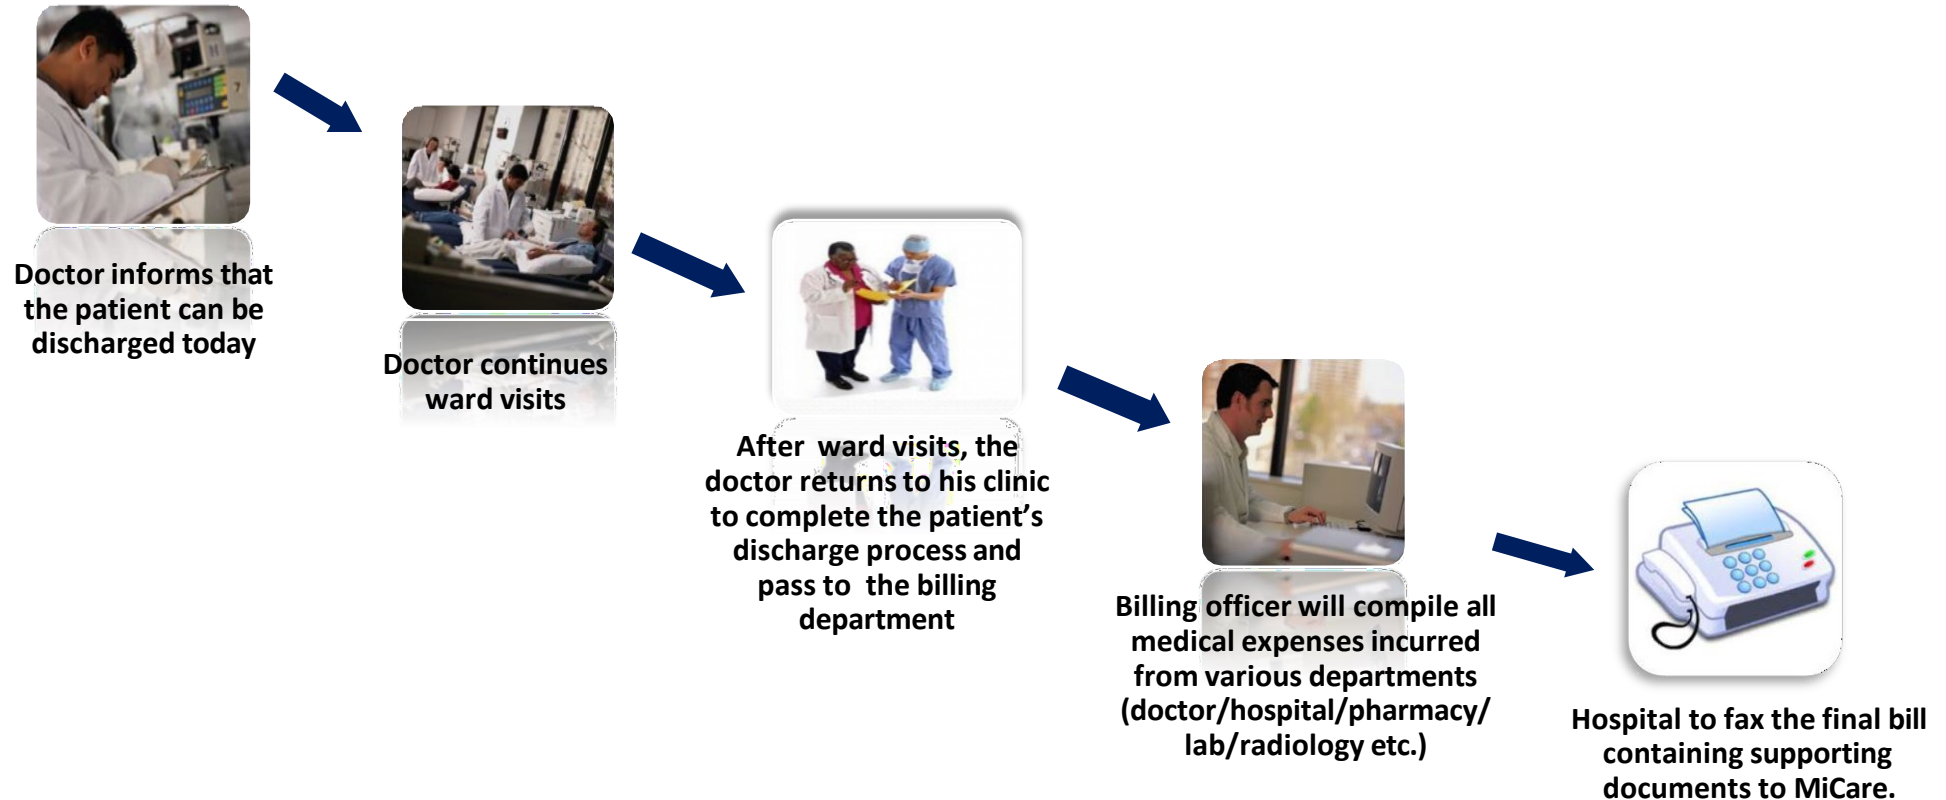 Doctor informs that
the patient can be
discharged today
Doctor continues
ward visits
After ward visits, the
doctor returns to his clinic
to complete the patient’s
discharge process and
pass to the billing
department
Billing officer will compile all
medical expenses incurred
from various departments
(doctor/hospital/pharmacy/
lab/radiology etc.)
Hospital to fax the final bill
containing supporting
documents to MiCare.